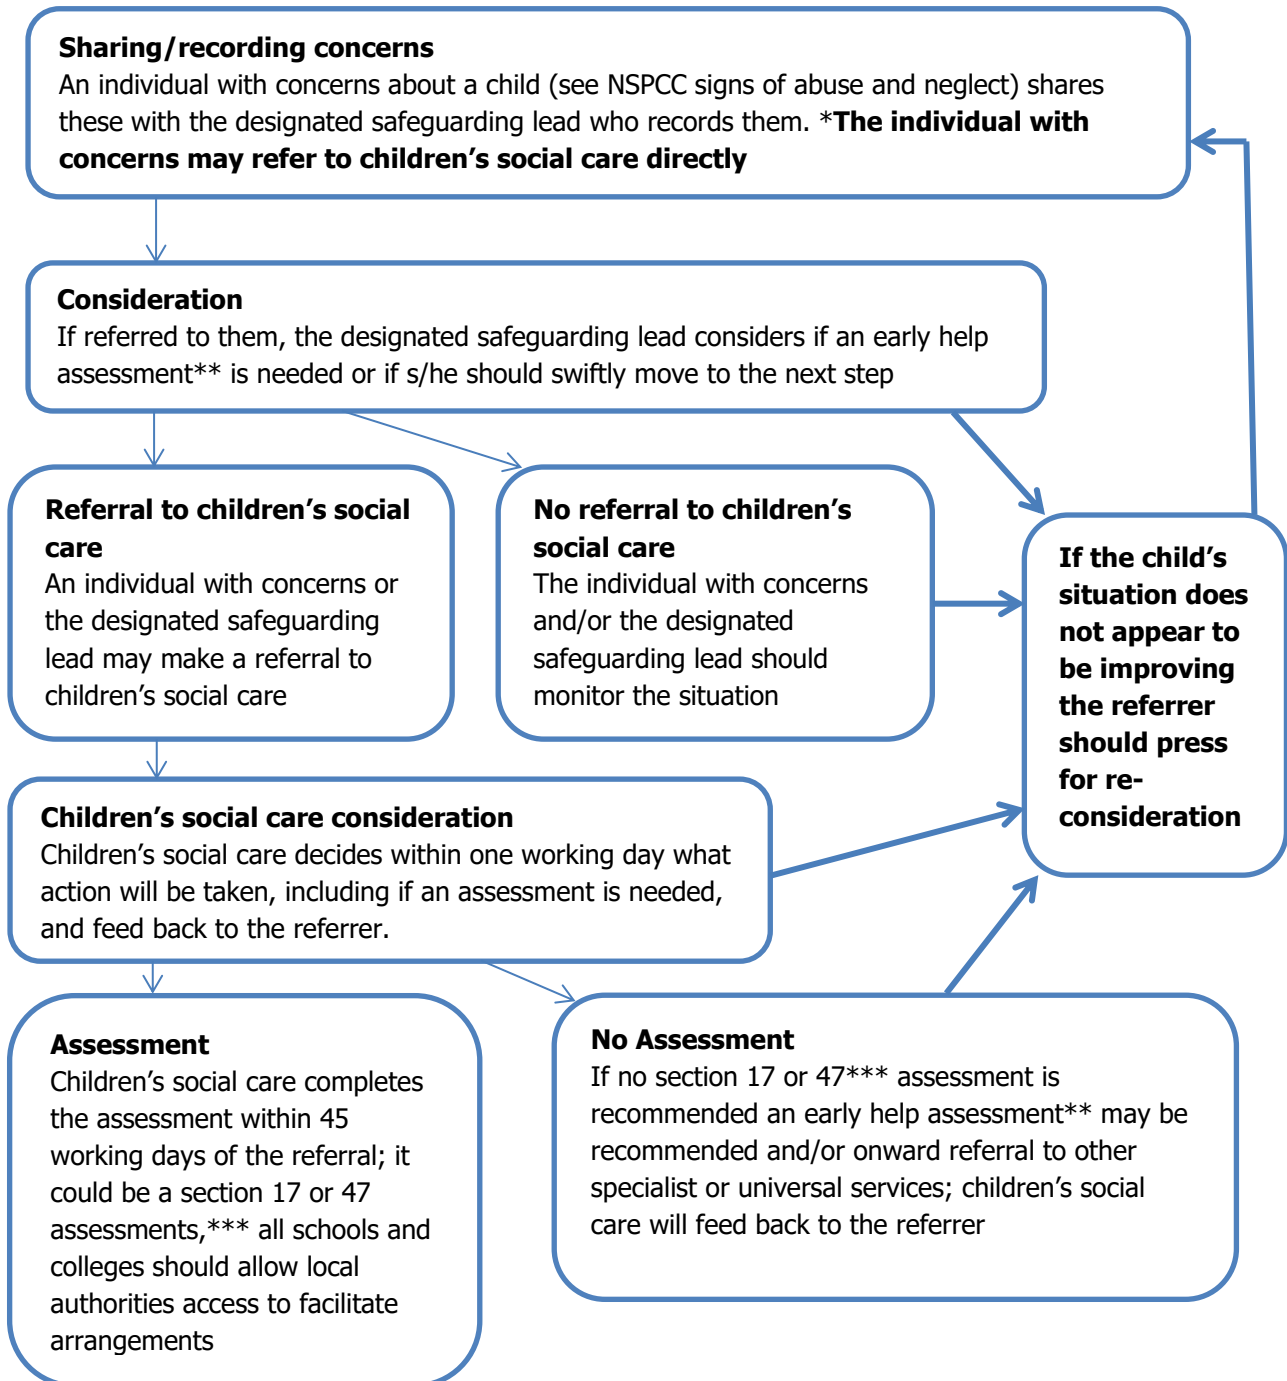 Sharing/recording concerns
An individual with concerns about a child (see NSPCC signs of abuse and neglect) shares
these with the designated safeguarding lead who records them. *The individual with
concerns may refer to children’s social care directly
Consideration
If referred to them, the designated safeguarding lead considers if an early help
assessment** is needed or if s/he should swiftly move to the next step
Referral to children’s social
care
An individual with concerns or
the designated safeguarding
lead may make a referral to
children’s social care
No referral to children’s
social care
The individual with concerns
and/or the designated
safeguarding lead should
monitor the situation
If the child’s
situation does
not appear to
be improving
the referrer
should press
for re-
consideration
Children’s social care consideration
Children’s social care decides within one working day what
action will be taken, including if an assessment is needed,
and feed back to the referrer.
Assessment
Children’s social care completes
the assessment within 45
working days of the referral; it
could be a section 17 or 47
assessments,*** all schools and
colleges should allow local
authorities access to facilitate
arrangements
No Assessment
If no section 17 or 47*** assessment is
recommended an early help assessment** may be
recommended and/or onward referral to other
specialist or universal services; children’s social
care will feed back to the referrer